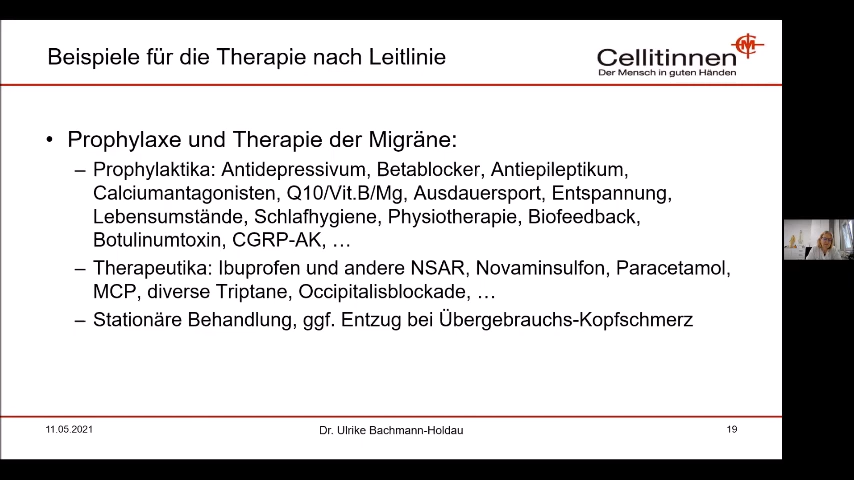 Beispiele für die Therapie nach Leitlinie
Cellitinnen
Der Mensch in guten Händen
• Prophylaxe und Therapie der Migräne:
– Prophylaktika: Antidepressivum, Betablocker, Antiepileptikum,
Calciumantagonisten, Q10/Vit.B/Mg, Ausdauersport, Entspannung,
Lebensumstände, Schlafhygiene, Physiotherapie, Biofeedback,
Botulinumtoxin, CGRP-AK, …
– Therapeutika: Ibuprofen und andere NSAR, Novaminsulfon, Paracetamol,
MCP, diverse Triptane, Occipitalisblockade, …
– Stationäre Behandlung, ggf. Entzug bei Übergebrauchs-Kopfschmerz
11.05.2021
Dr. Ulrike Bachmann-Holdau
19